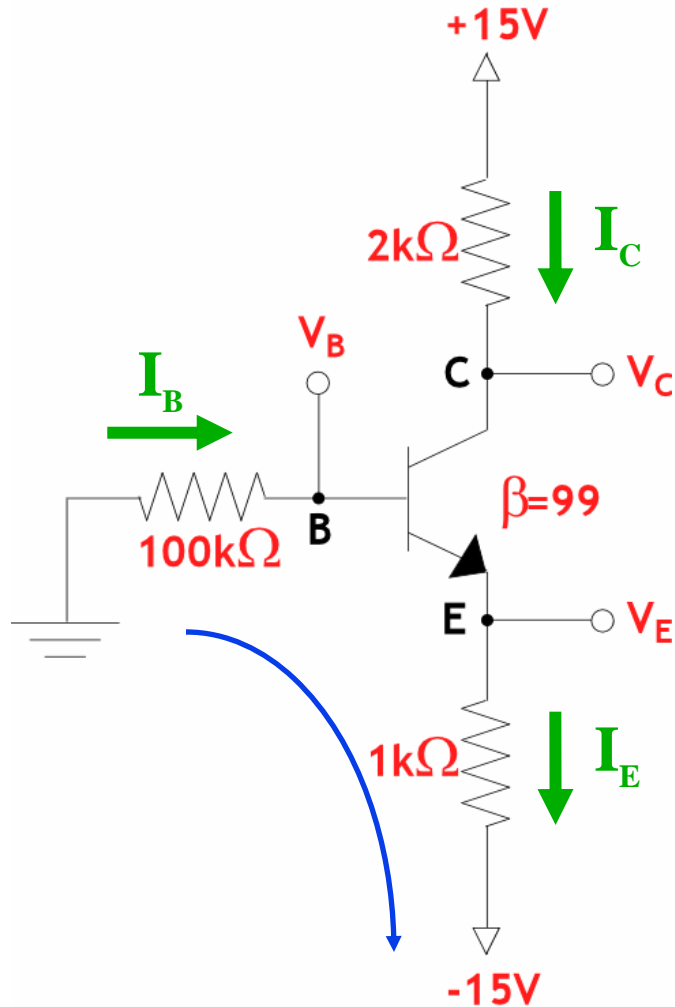 +15V
2kΩ
I_C
V_B
I_B
C
V_C
β=99
B
100kΩ
E
V_E
1kΩ
I_E
-15V